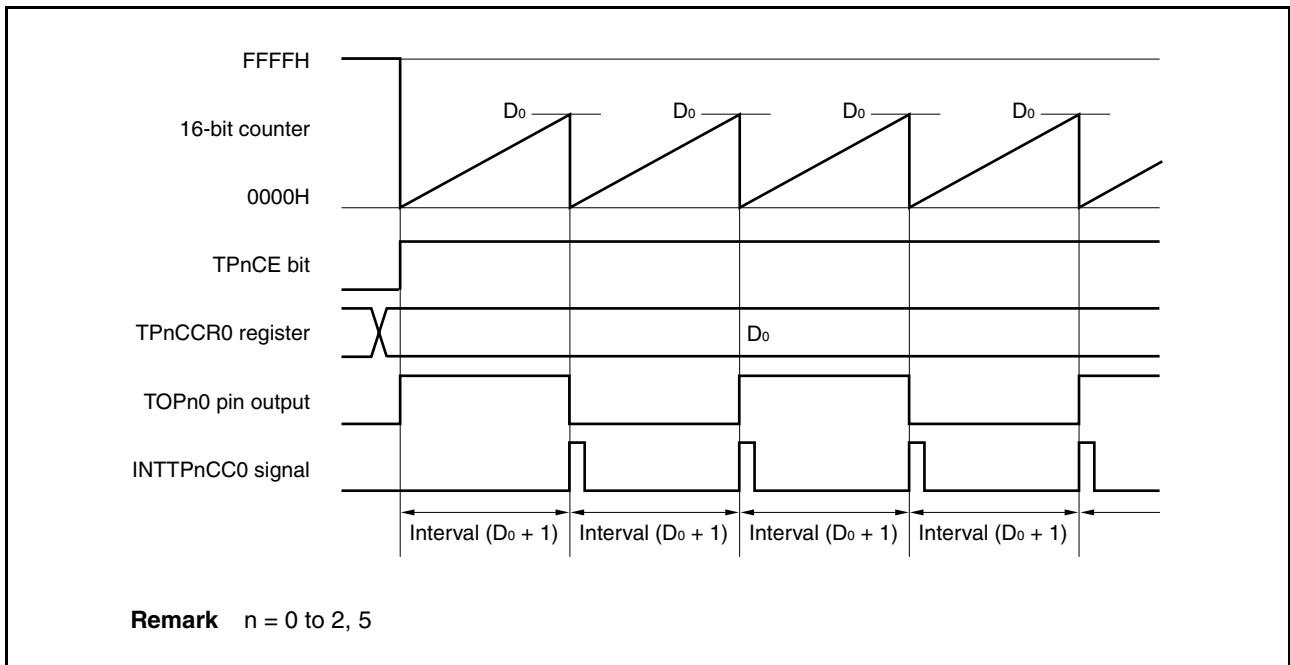 FFFFH
D₀ D₀ D₀ D₀
16-bit counter
0000H
TPnCE bit
TPnCCR0 register
D₀
TOPn0 pin output
INTTPnCC0 signal
Interval (D₀ + 1) Interval (D₀ + 1) Interval (D₀ + 1) Interval (D₀ + 1)
Remark n = 0 to 2, 5